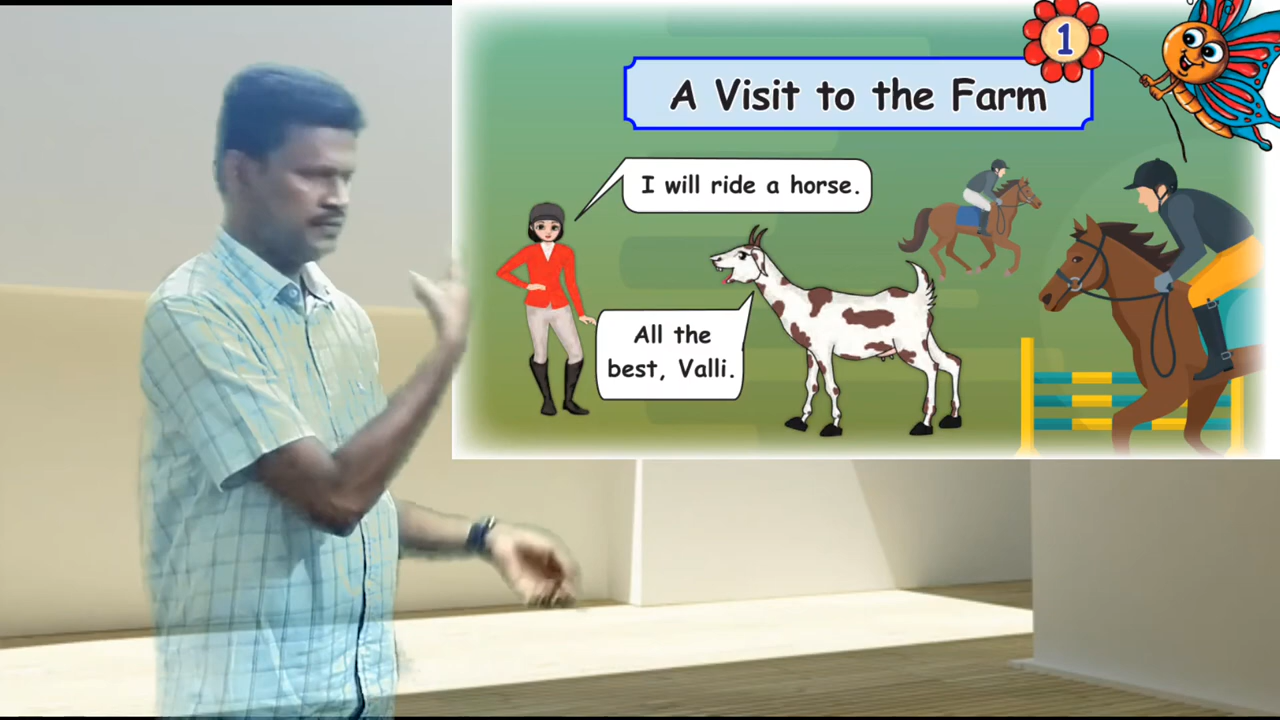 1
A Visit to the Farm
I will ride a horse.
All the
best, Valli.